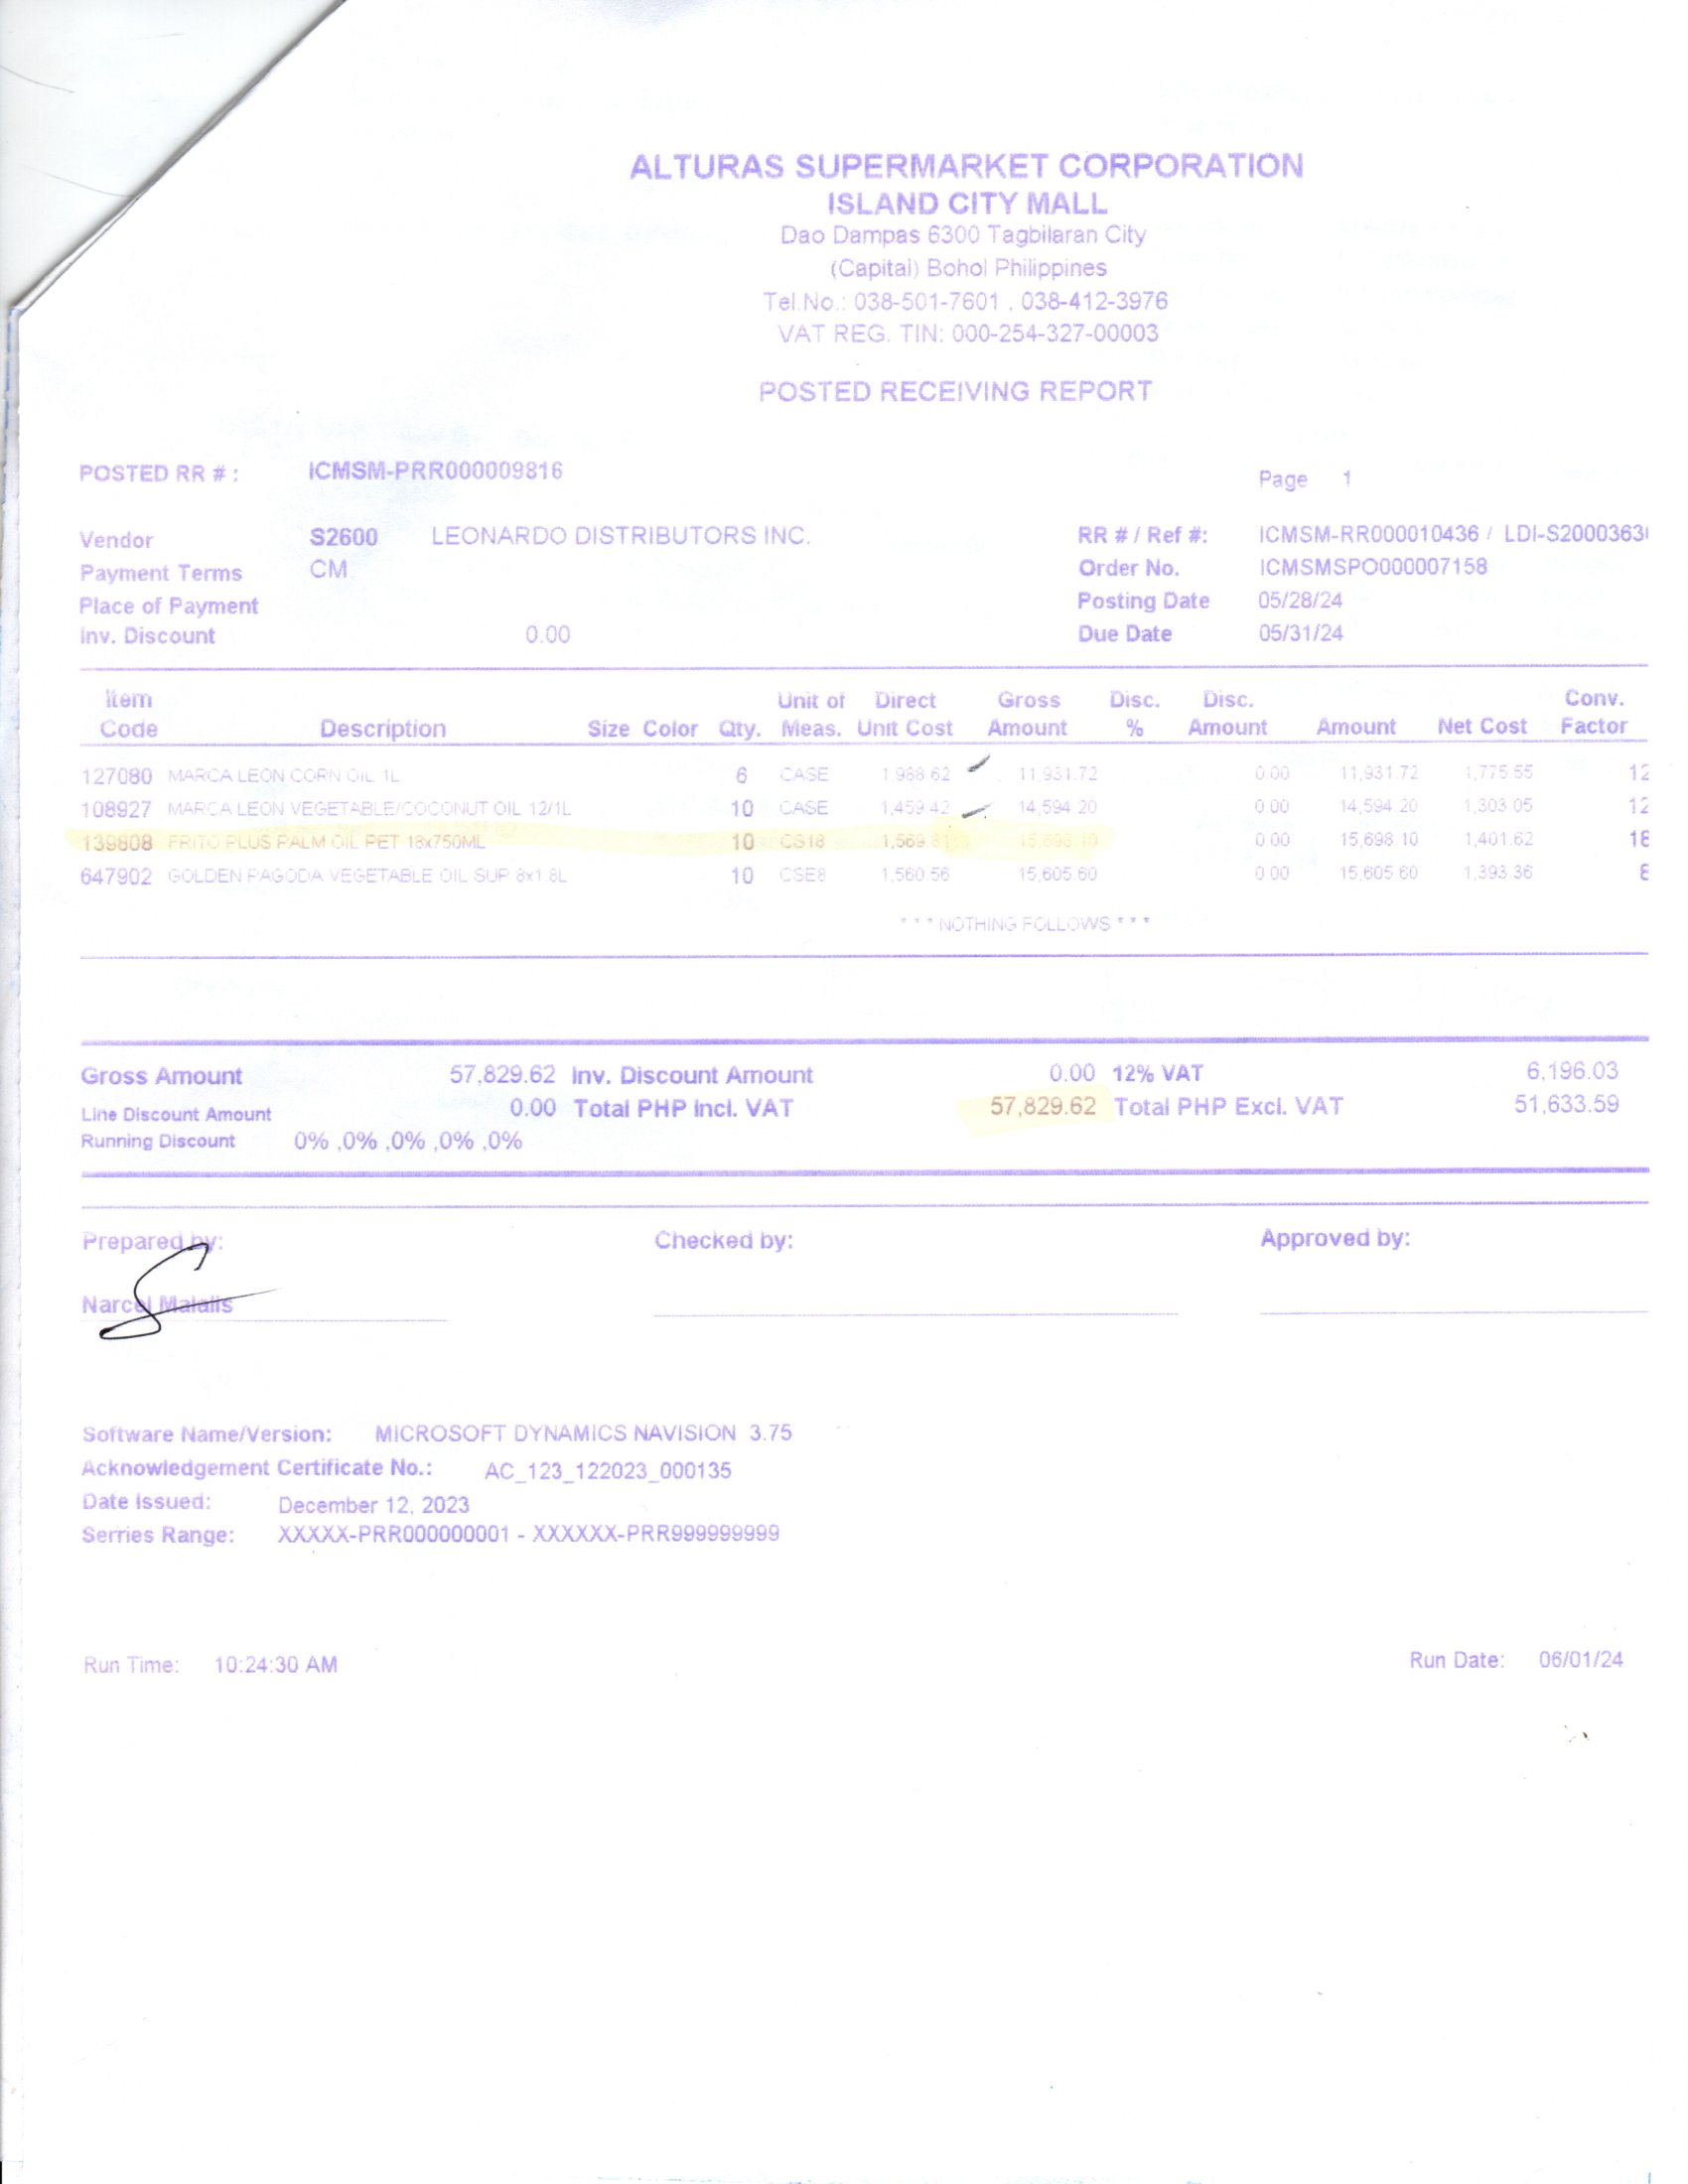 ALTURAS SUPERMARKET CORPORATION
ISLAND CITY MALL
Dao Dampas 6300 Tagbilaran City
(Capital) Bohol Philippines
Tel.No.: 038-501-7601 , 038-412-3976
VAT REG. TIN: 000-254-327-00003
POSTED RECEIVING REPORT
POSTED RR # : ICMSM-PRR000009816
Page 1
Vendor S2600 LEONARDO DISTRIBUTORS INC. RR # / Ref #: ICMSM-RR000010436 / LDI-S2000363
Payment Terms CM Order No. ICMSMSPO000007158
Place of Payment Posting Date 05/28/24
Inv. Discount 0.00 Due Date 05/31/24
Item Unit of Direct Gross Disc. Disc. Conv.
Code Description Size Color Qty. Meas. Unit Cost Amount % Amount Amount Net Cost Factor
127080 MARCA LEON CORN OIL 1L 6 CASE 1,988.62 11,931.72 0.00 11,931.72 1,775.55 12
108927 MARCA LEON VEGETABLE/COCONUT OIL 12/1L 10 CASE 1,459.42 14,594.20 0.00 14,594.20 1,303.05 12
139808 FRITO PLUS PALM OIL PET 18x750ML 10 CS18 1,569.81 15,698.10 0.00 15,698.10 1,401.62 18
647902 GOLDEN PAGODA VEGETABLE OIL SUP 8x1.8L 10 CSE8 1,560.56 15,605.60 0.00 15,605.60 1,393.36 8
* * * NOTHING FOLLOWS * * *
Gross Amount 57,829.62 Inv. Discount Amount 0.00 12% VAT 6,196.03
Line Discount Amount 0.00 Total PHP Incl. VAT 57,829.62 Total PHP Excl. VAT 51,633.59
Running Discount 0% ,0% ,0% ,0% ,0%
Prepared by: Checked by: Approved by:
Narcel Malalis
Software Name/Version: MICROSOFT DYNAMICS NAVISION 3.75
Acknowledgement Certificate No.: AC_123_122023_000135
Date Issued: December 12, 2023
Serries Range: XXXXX-PRR000000001 - XXXXXX-PRR999999999
Run Time: 10:24:30 AM Run Date: 06/01/24